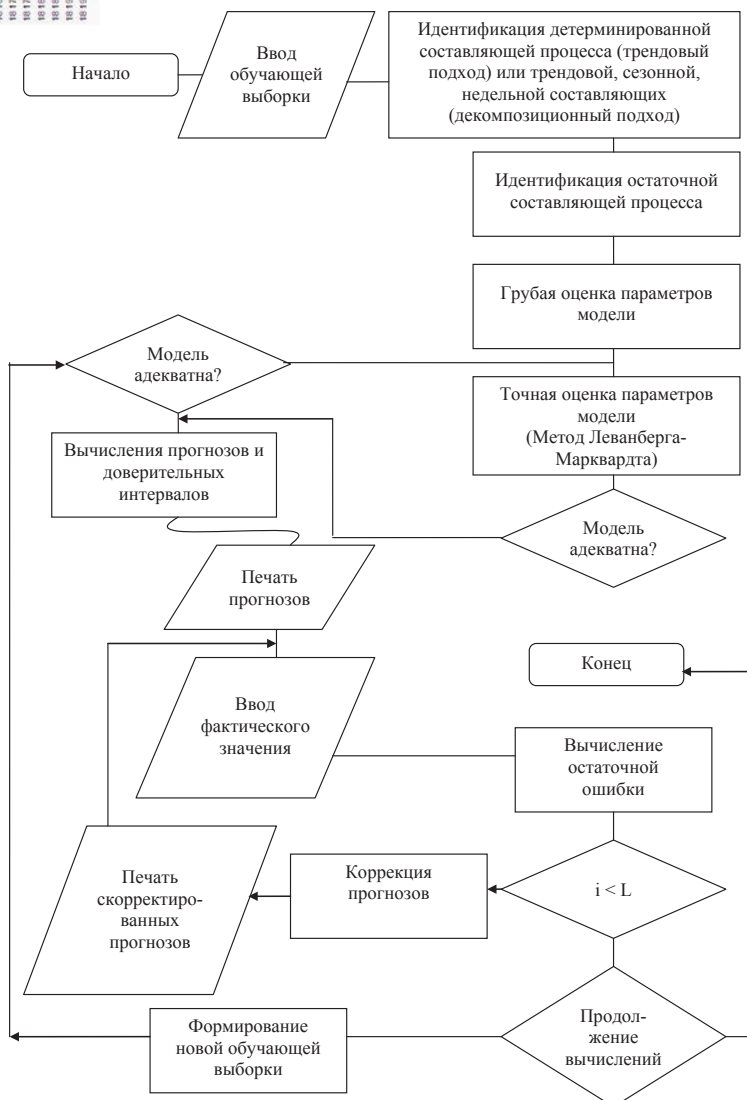 Начало
Ввод
обучающей
выборки
Идентификация детерминированной
составляющей процесса (трендовый
подход) или трендовой, сезонной,
недельной составляющих
(декомпозиционный подход)
Идентификация остаточной
составляющей процесса
Грубая оценка параметров
модели
Модель
адекватна?
Точная оценка параметров
модели
(Метод Леванберга-
Марквардта)
Вычисления прогнозов и
доверительных
интервалов
Модель
адекватна?
Печать
прогнозов
Конец
Ввод
фактического
значения
Вычисление
остаточной
ошибки
Печать
скорректиро-
ванных
прогнозов
Коррекция
прогнозов
i < L
Формирование
новой обучающей
выборки
Продол-
жение
вычислений